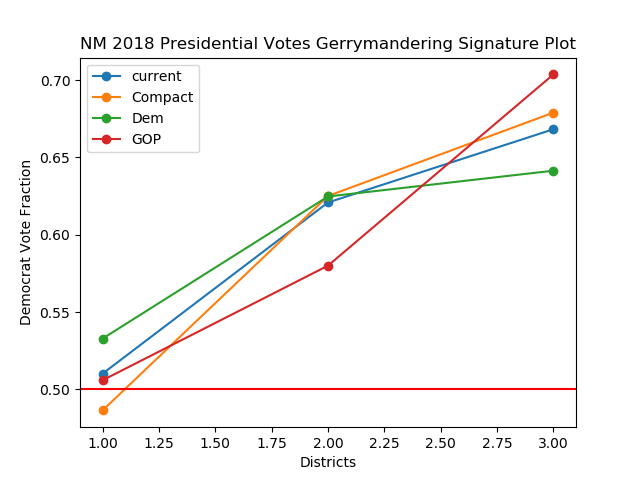 NM 2018 Presidential Votes Gerrymandering Signature Plot
current
Compact
Dem
GOP
0.70
0.65
0.60
0.55
0.50
Democrat Vote Fraction
1.00 1.25 1.50 1.75 2.00 2.25 2.50 2.75 3.00
Districts